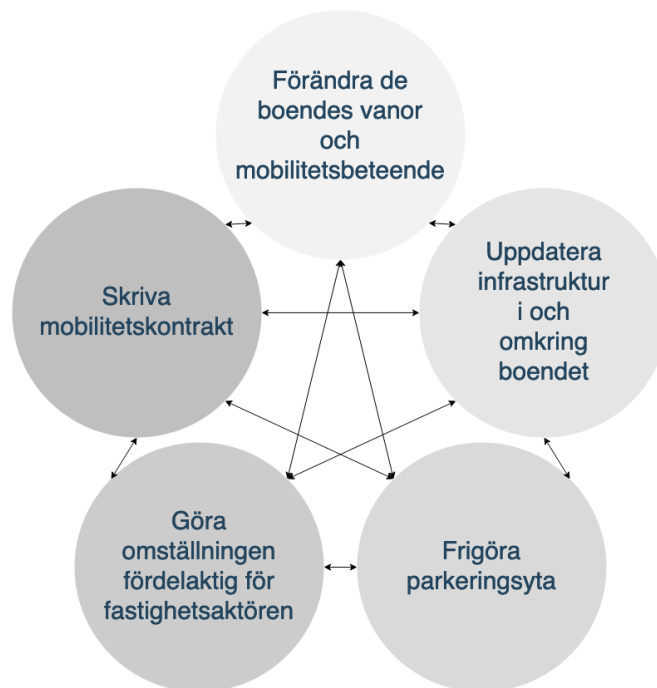 Förändra de
boendes vanor
och
mobilitetsbeteende
Skriva
mobilitetskontrakt
Uppdatera
infrastruktur
i och
omkring
boendet
Göra
omställningen
fördelaktig för
fastighetsaktören
Frigöra
parkeringsyta